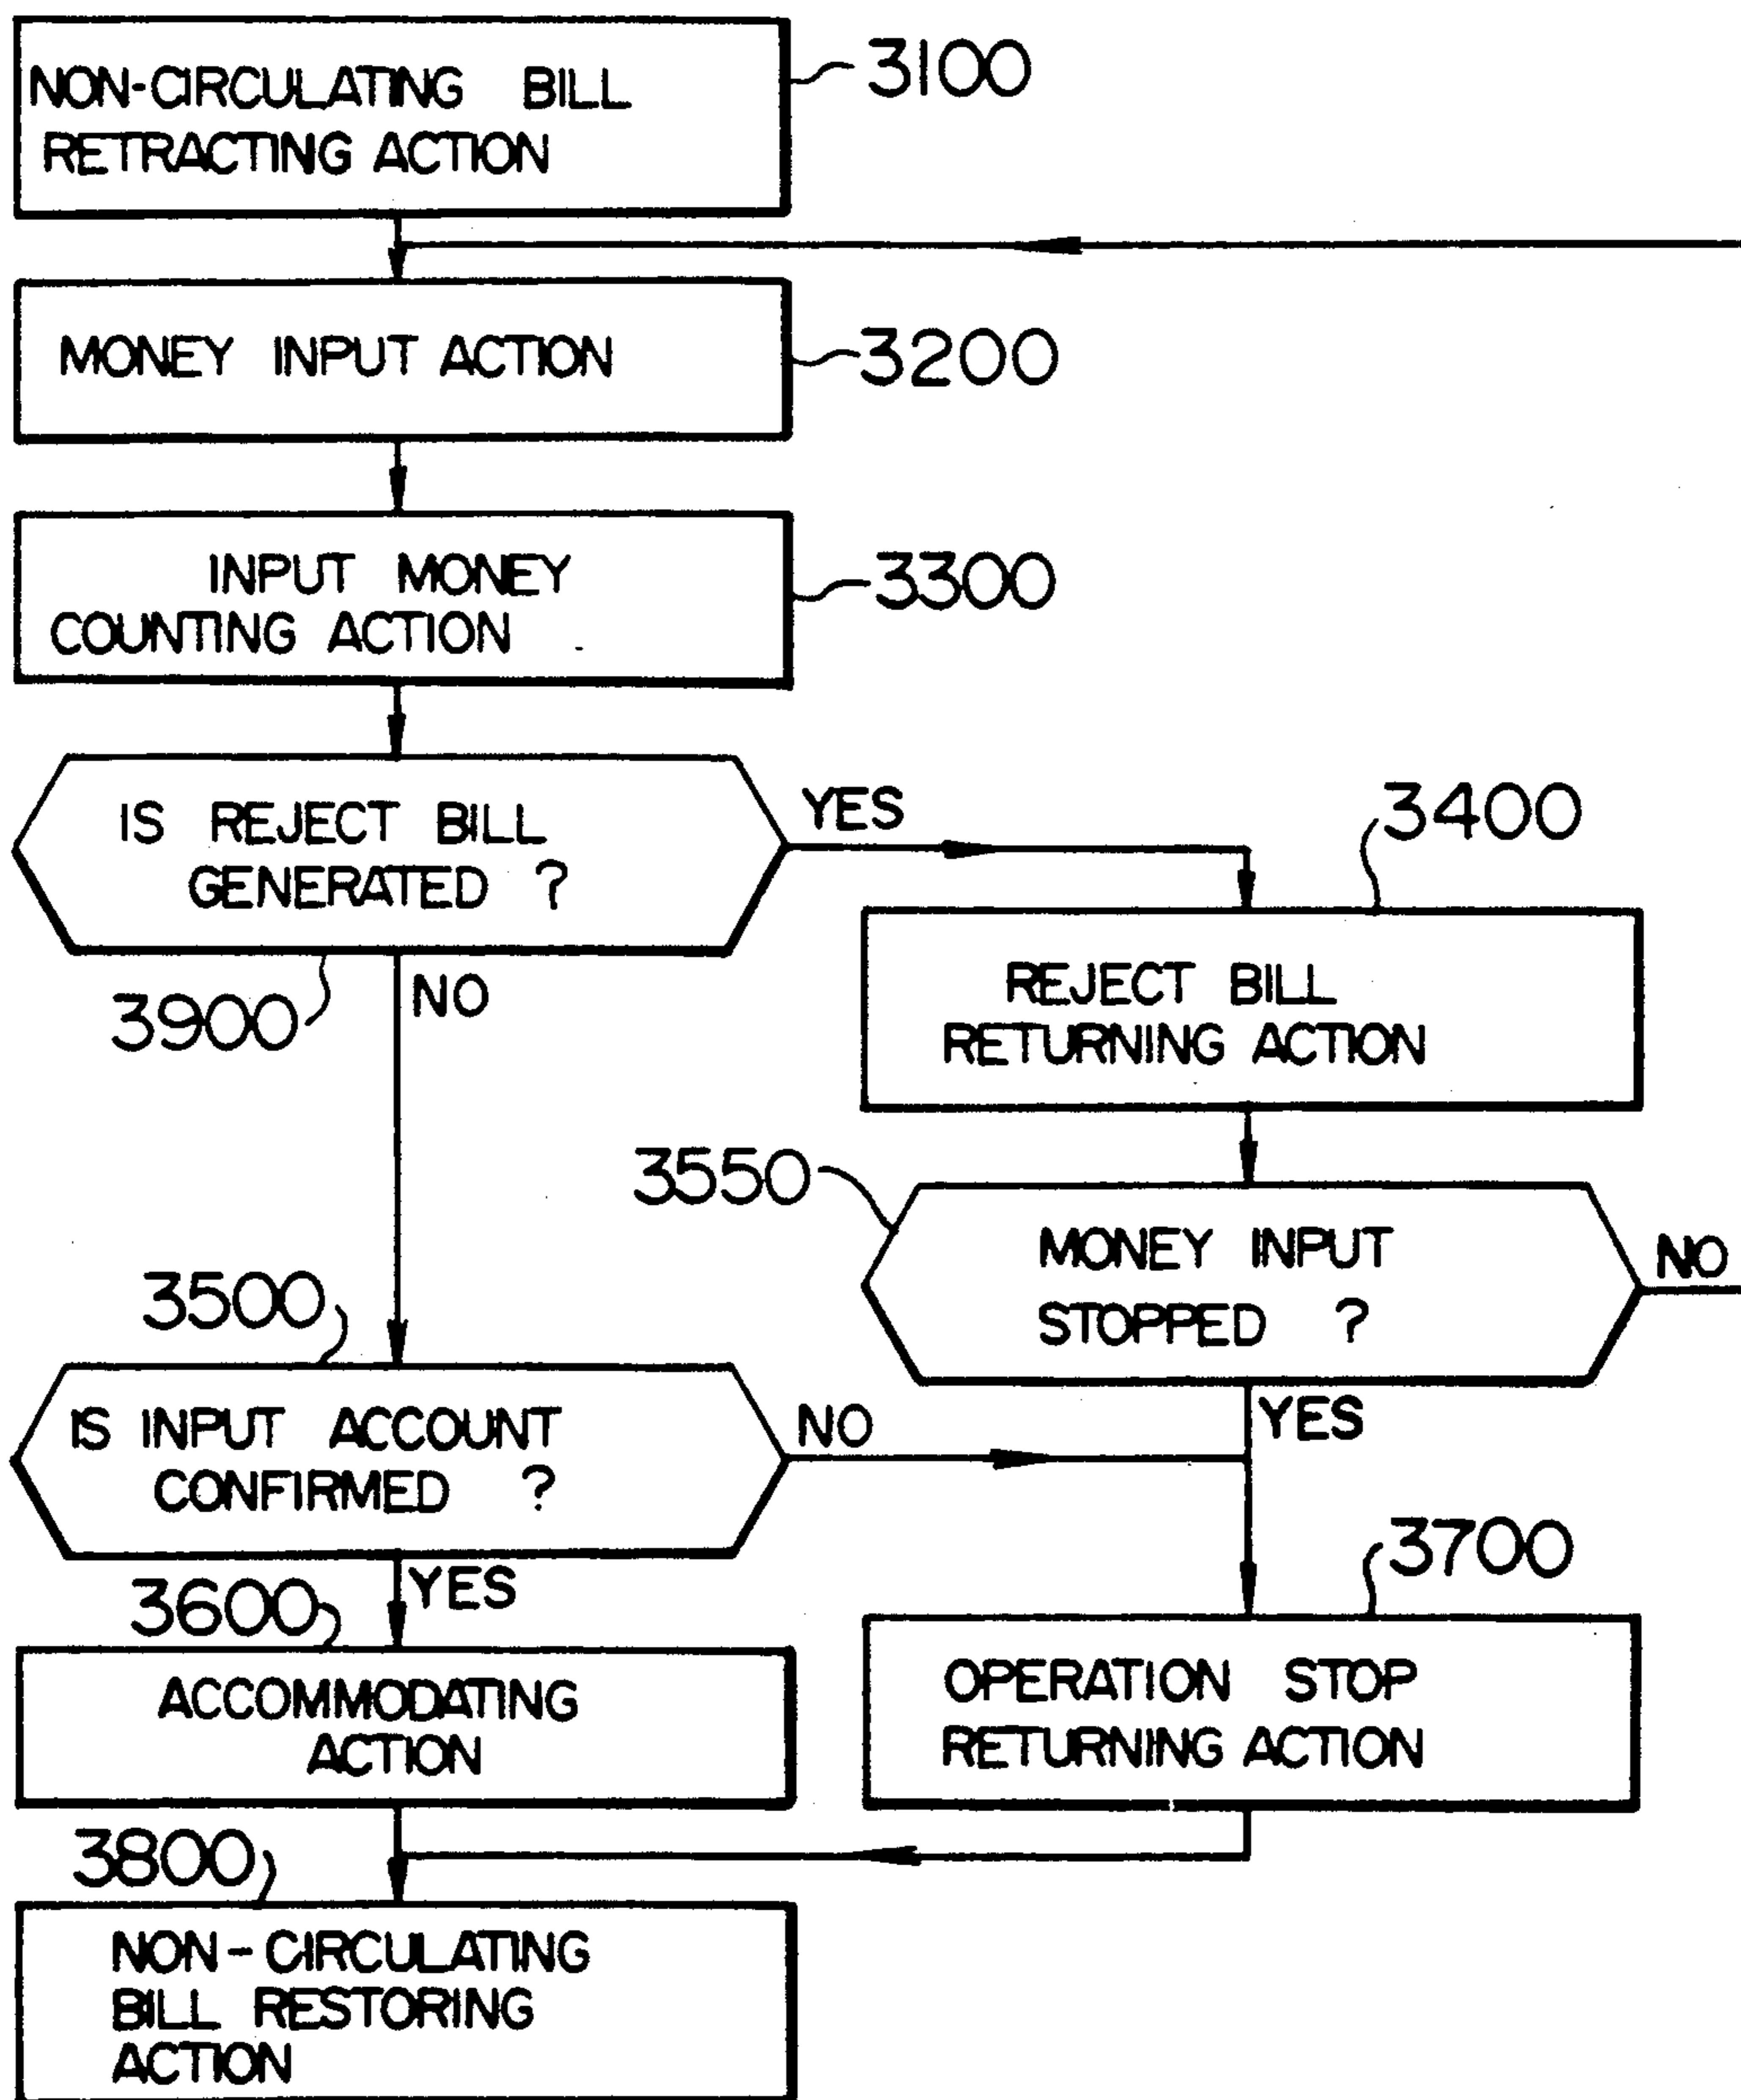 NON-CIRCULATING BILL
RETRACTING ACTION
3100
MONEY INPUT ACTION
3200
INPUT MONEY
COUNTING ACTION
3300
IS REJECT BILL
GENERATED ?
YES
3900
NO
3400
REJECT BILL
RETURNING ACTION
3550
MONEY INPUT
STOPPED ?
NO
YES
3500
IS INPUT ACCOUNT
CONFIRMED ?
NO
YES
3600
ACCOMMODATING
ACTION
3700
OPERATION STOP
RETURNING ACTION
3800
NON-CIRCULATING
BILL RESTORING
ACTION